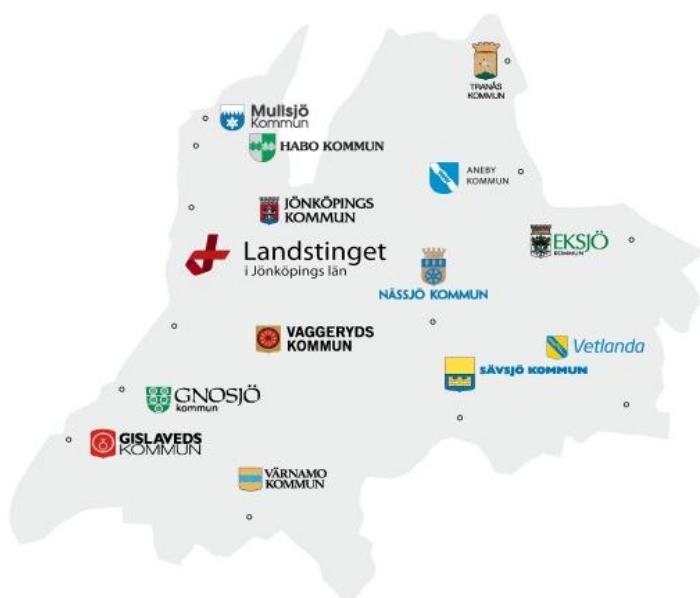 TRANÅS
KOMMUN
Mullsjö
Kommun
HABO KOMMUN
ANEBY
KOMMUN
JÖNKÖPINGS
KOMMUN
EKSJÖ
KOMMUN
Landstinget
i Jönköpings län
NÄSSJÖ KOMMUN
VAGGERYDS
KOMMUN
Vetlanda
SÄVSJÖ KOMMUN
GNOSJÖ
kommun
GISLAVEDS
KOMMUN
VÄRNAMO
KOMMUN